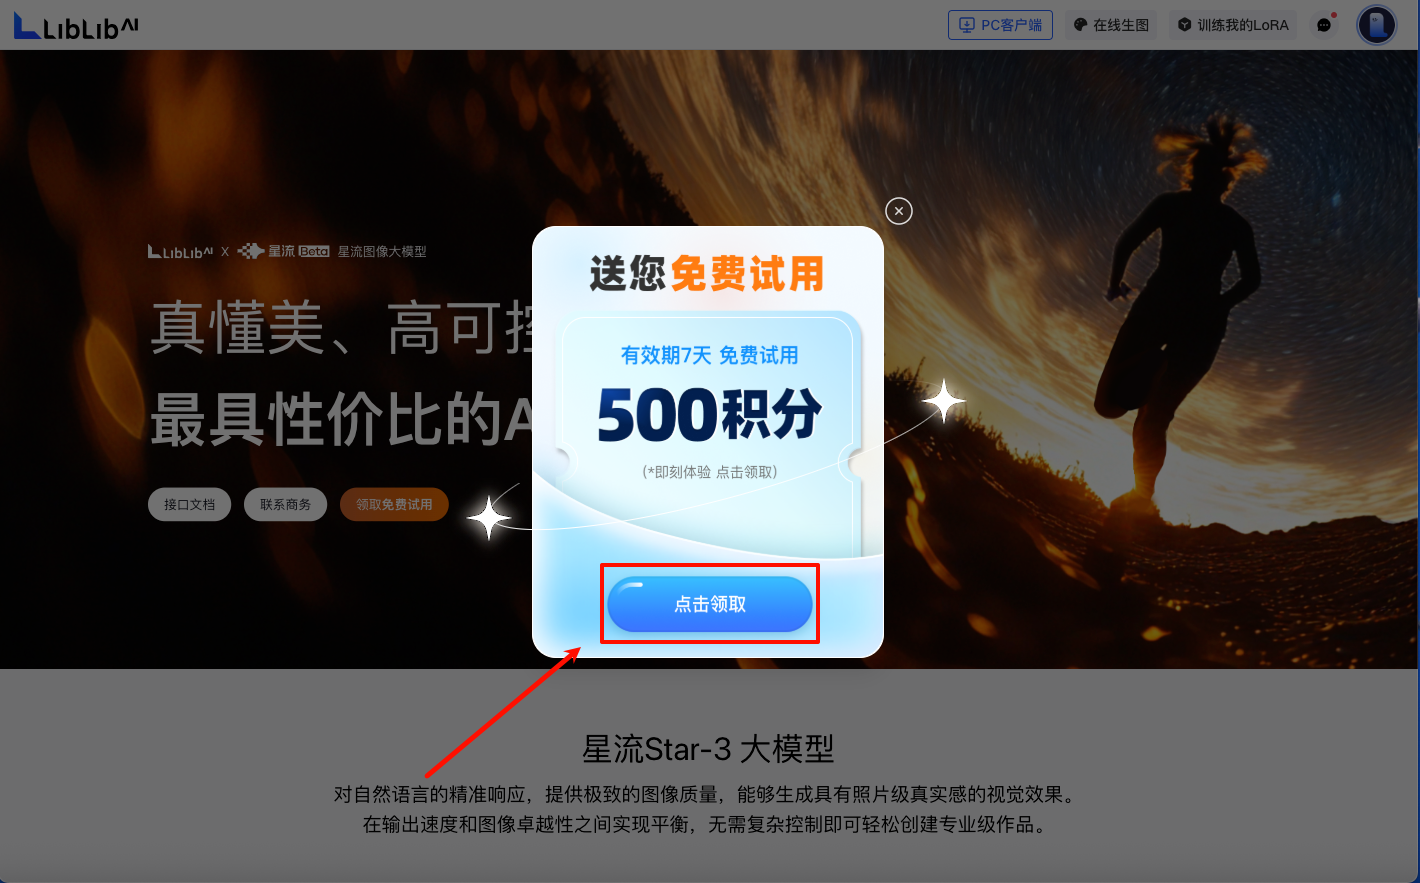 LIBLIB AI
PC客户端
在线生图
训练我的LoRA
LIBLIB AI X 星流 Beta 星流图像大模型
真懂美、高可控
最具性价比的A
接口文档
联系商务
领取免费试用
送您免费试用
有效期7天 免费试用
500积分
(*即刻体验 点击领取)
点击领取
星流Star-3 大模型
对自然语言的精准响应，提供极致的图像质量，能够生成具有照片级真实感的视觉效果。
在输出速度和图像卓越性之间实现平衡，无需复杂控制即可轻松创建专业级作品。